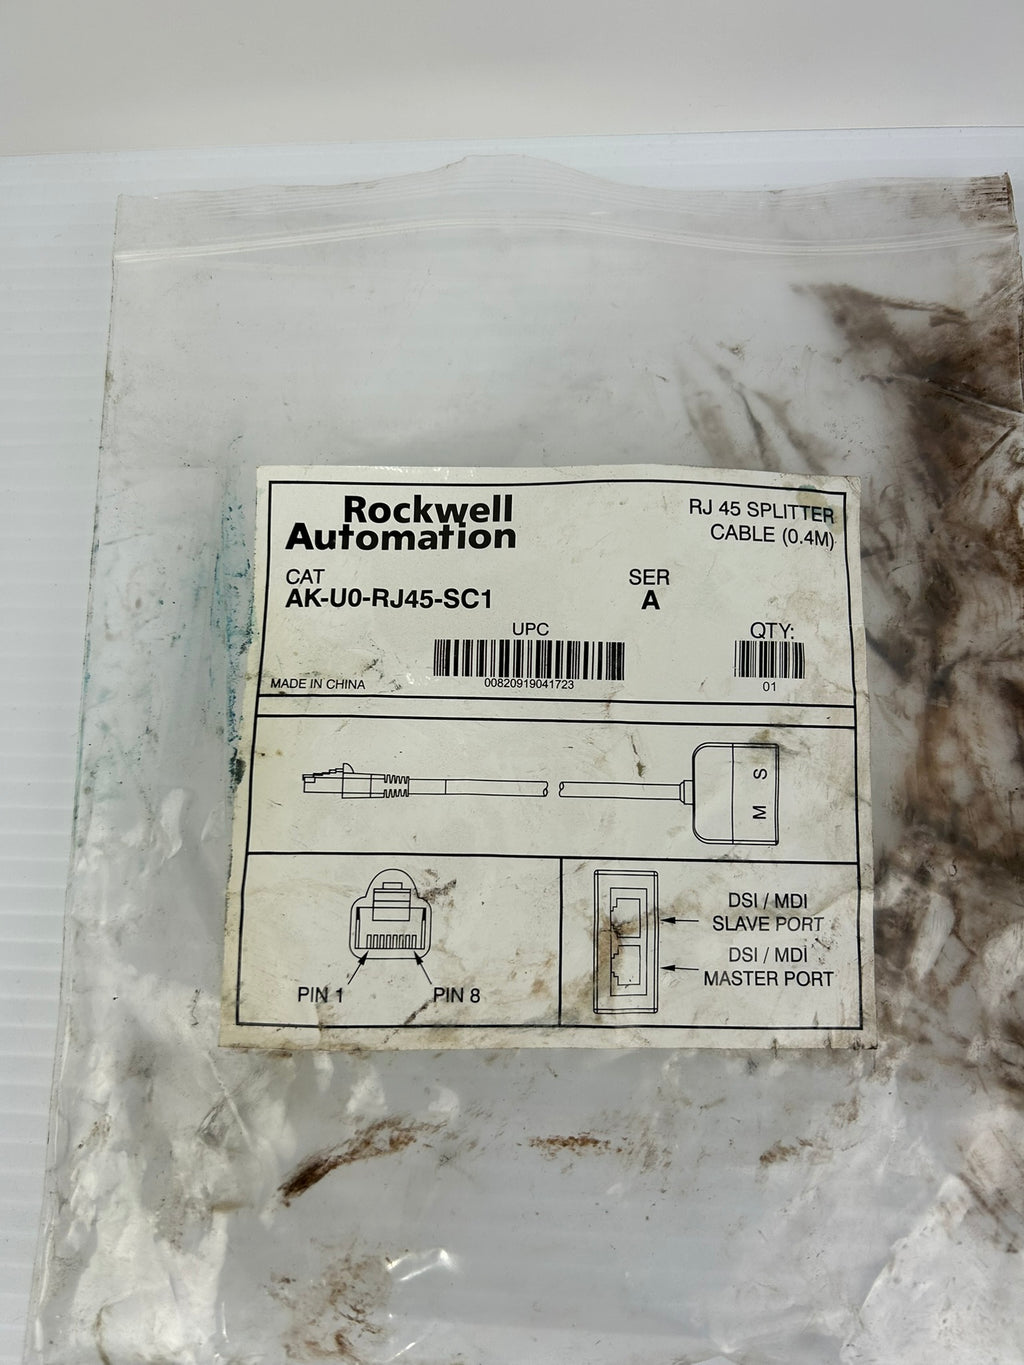 Rockwell
Automation
RJ 45 SPLITTER
CABLE (0.4M)
CAT
AK-U0-RJ45-SC1
SER
A
UPC
00820919041723
QTY:
01
MADE IN CHINA
S
M
PIN 1
PIN 8
DSI / MDI
SLAVE PORT
DSI / MDI
MASTER PORT